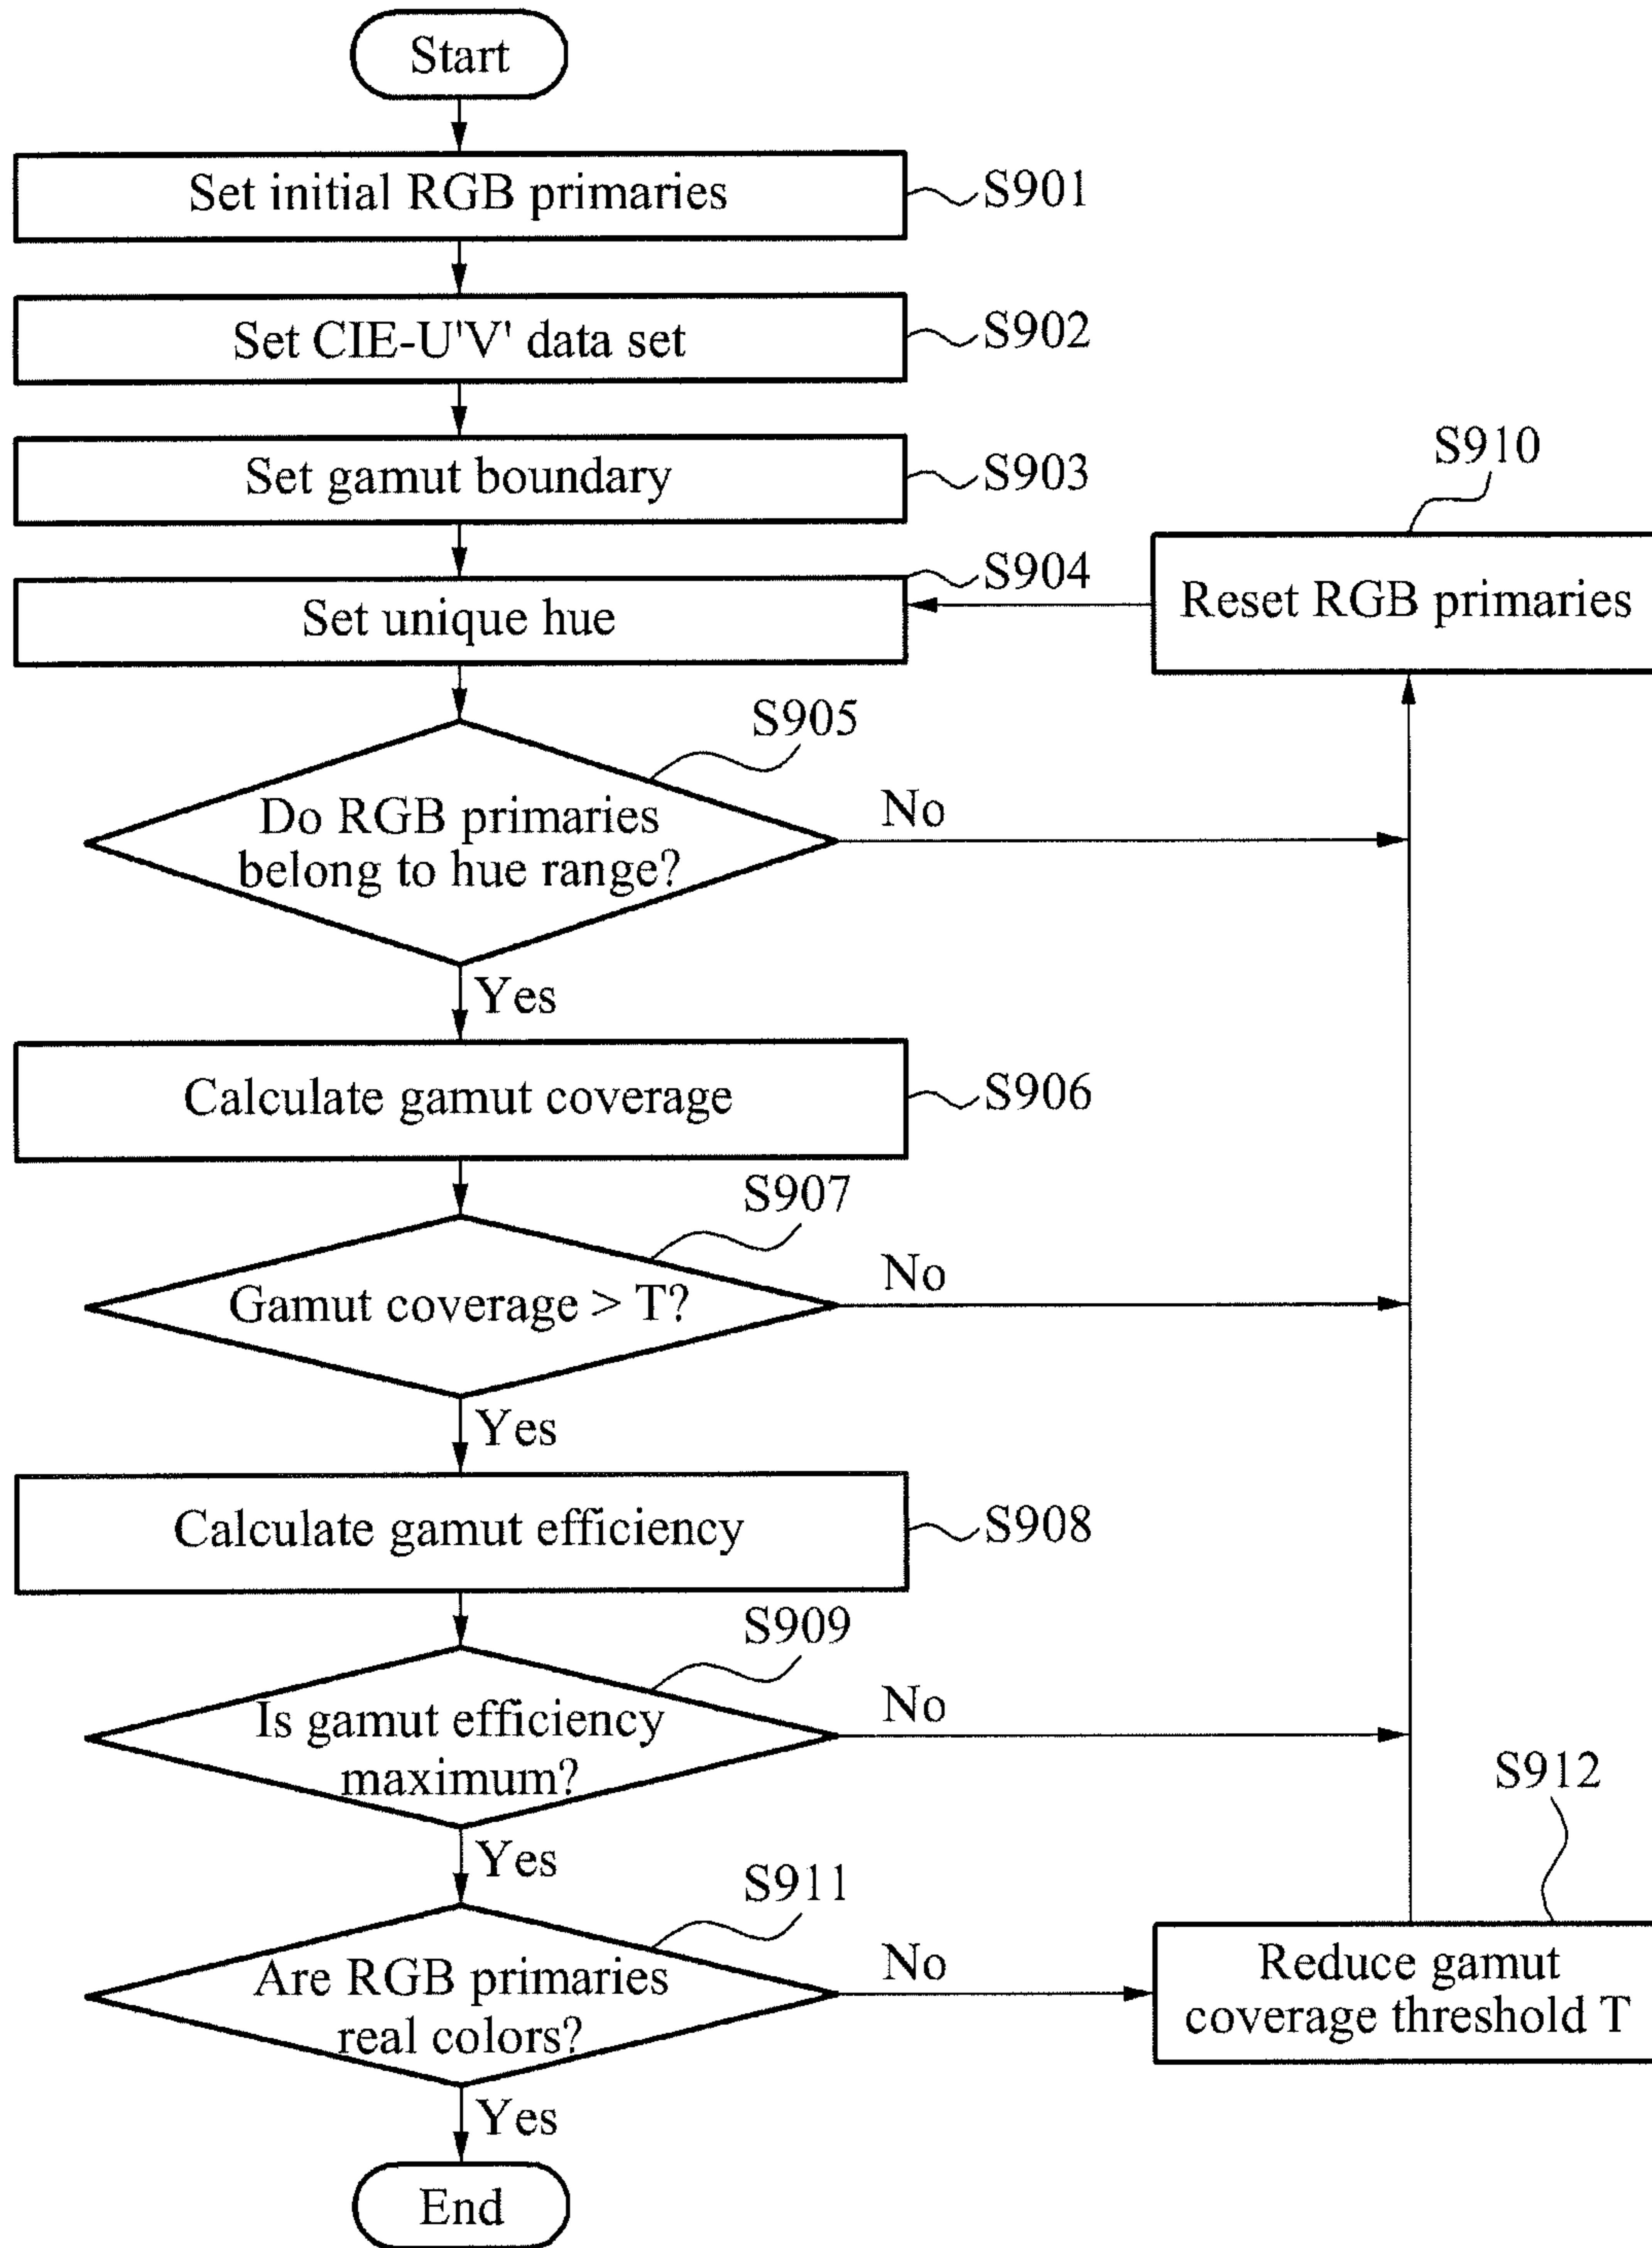 Start
Set initial RGB primaries
S901
Set CIE-U'V' data set
S902
Set gamut boundary
S903
S910
Set unique hue
S904
Reset RGB primaries
S905
Do RGB primaries
belong to hue range?
No
Yes
Calculate gamut coverage
S906
S907
Gamut coverage > T?
No
Yes
Calculate gamut efficiency
S908
S909
Is gamut efficiency
maximum?
No
Yes
S912
S911
Are RGB primaries
real colors?
No
Reduce gamut
coverage threshold T
Yes
End